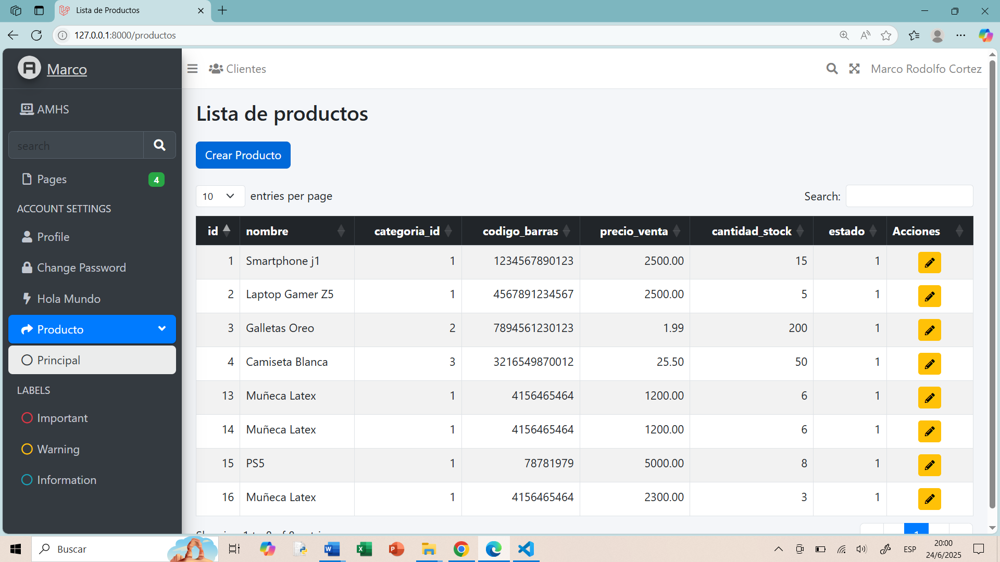 Lista de Productos
127.0.0.1:8000/productos
Marco
Clientes
Marco Rodolfo Cortez
AMHS
search
Pages 4
ACCOUNT SETTINGS
Profile
Change Password
Hola Mundo
Producto
Principal
LABELS
Important
Warning
Information
Lista de productos
Crear Producto
10 entries per page
Search:
id nombre categoria_id codigo_barras precio_venta cantidad_stock estado Acciones
1 Smartphone j1 1 1234567890123 2500.00 15 1
2 Laptop Gamer Z5 1 4567891234567 2500.00 5 1
3 Galletas Oreo 2 7894561230123 1.99 200 1
4 Camiseta Blanca 3 3216549870012 25.50 50 1
13 Muñeca Latex 1 4156465464 1200.00 6 1
14 Muñeca Latex 1 4156465464 1200.00 6 1
15 PS5 1 78781979 5000.00 8 1
16 Muñeca Latex 1 4156465464 2300.00 3 1
Buscar
ESP
20:00
24/6/2025